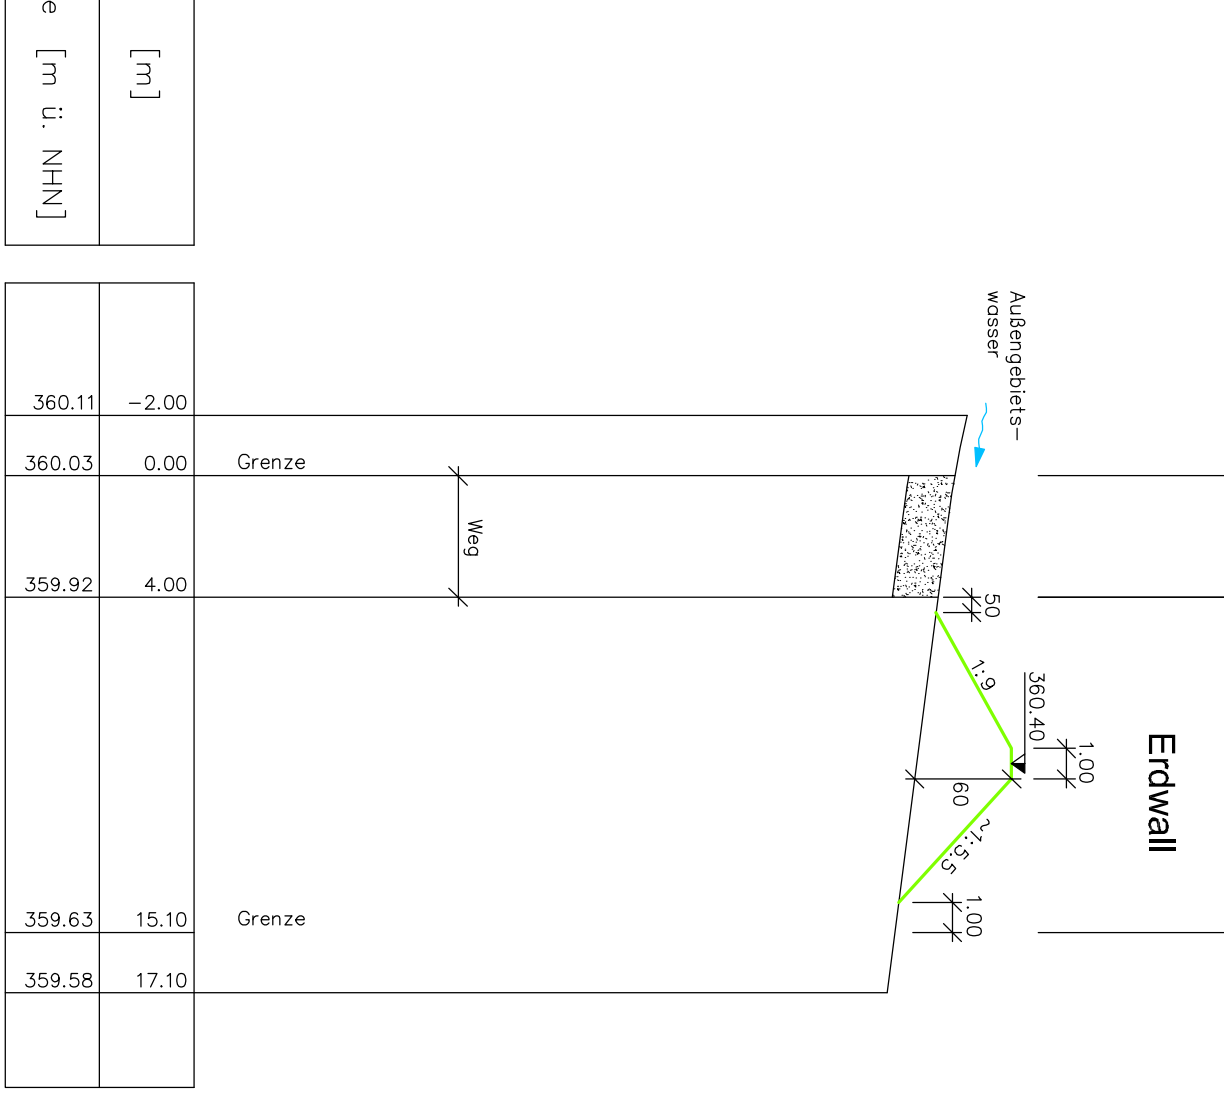 e [m ü. NHN]
[m]
360.11 -2.00
360.03 0.00 Grenze
359.92 4.00
359.63 15.10 Grenze
359.58 17.10
Weg
Außengebiets-
wasser
50
1:9
360.40
1.00
60
~1:5.5
1.00
Erdwall